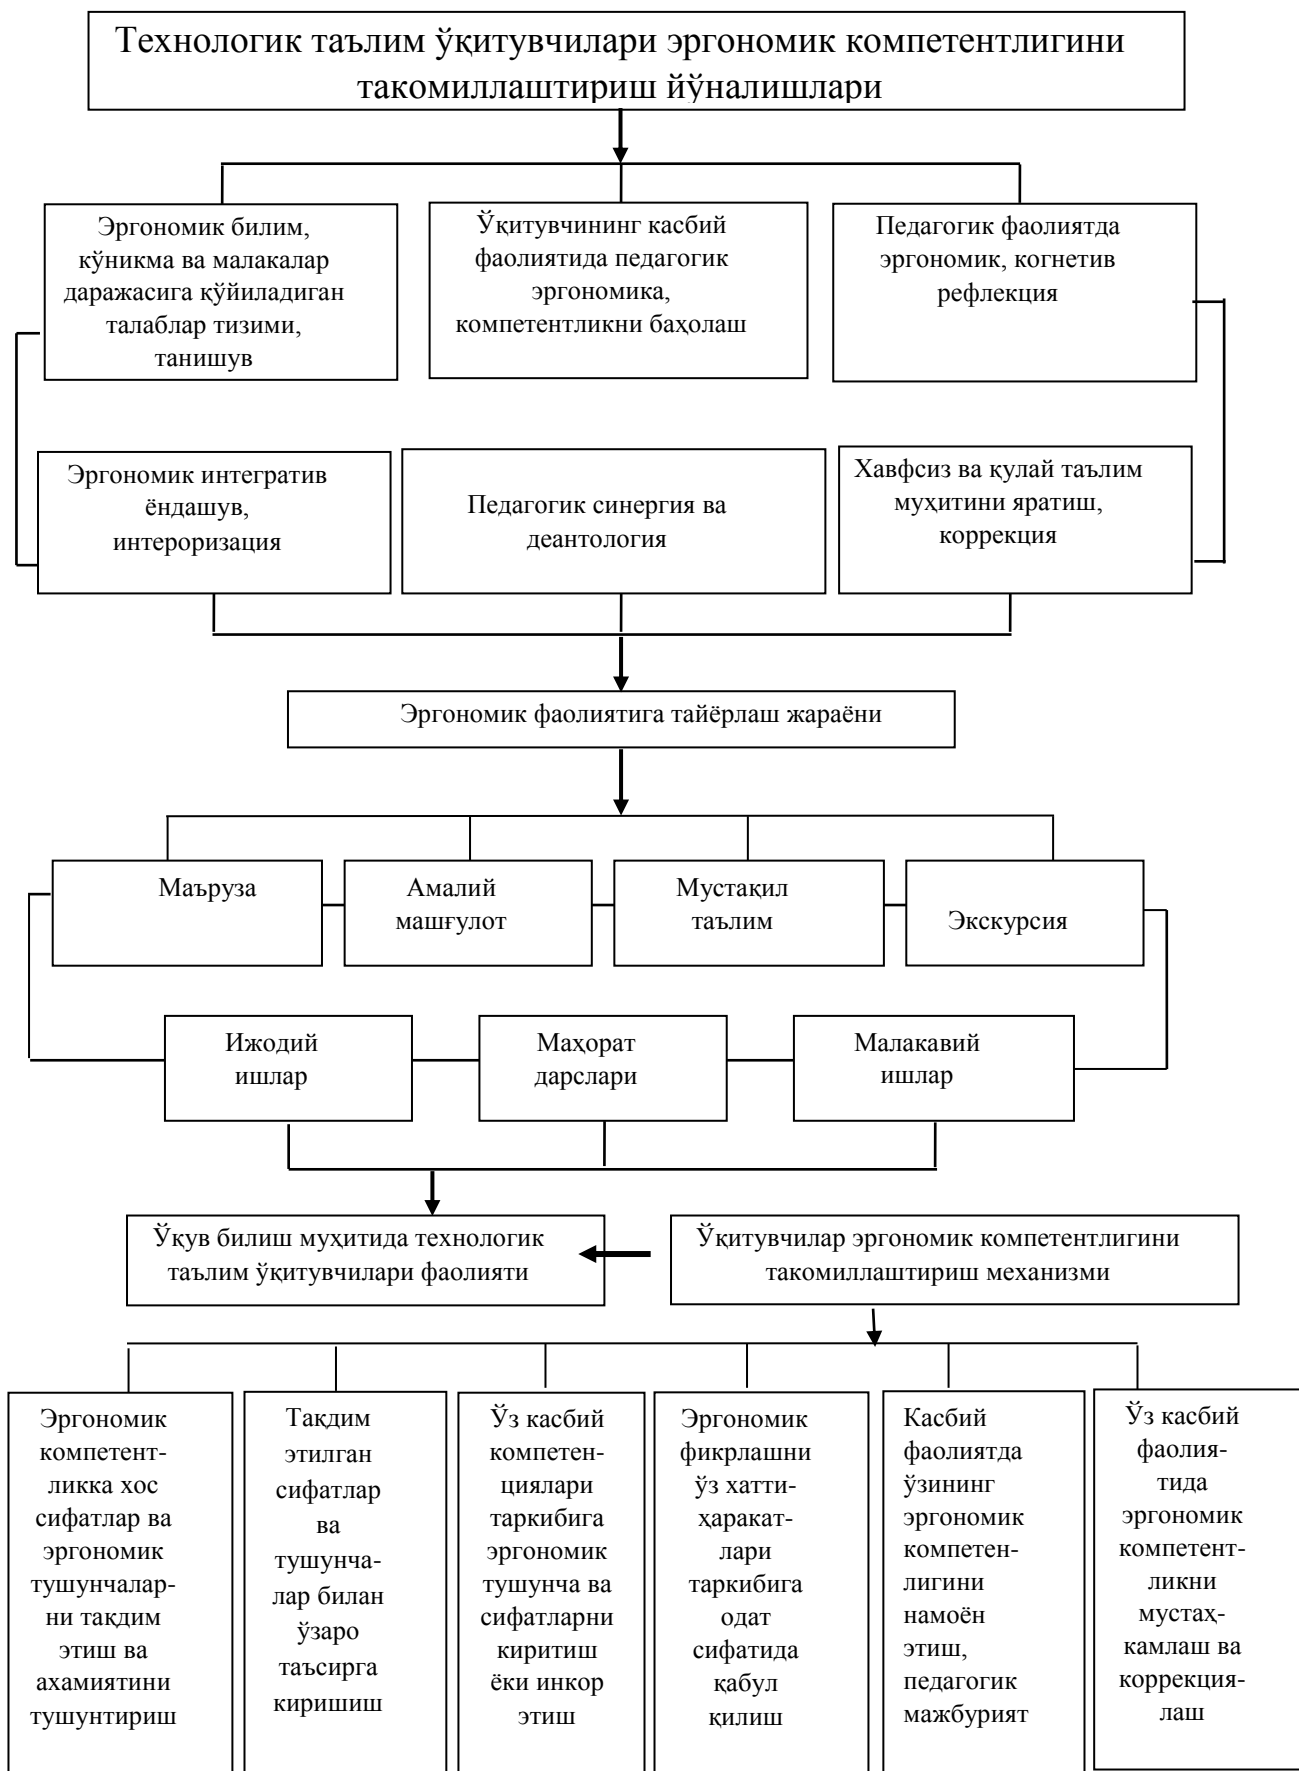 Технологик таълим ўқитувчилари эргономик компетентлигини
такомиллаштириш йўналишлари
Эргономик билим,
кўникма ва малакалар
даражасига қўйиладиган
талаблар тизими,
танишув
Ўқитувчининг касбий
фаолиятида педагогик
эргономика,
компетентликни баҳолаш
Педагогик фаолиятда
эргономик, когнетив
рефлекция
Эргономик интегратив
ёндашув,
интероризация
Педагогик синергия ва
деантология
Хавфсиз ва қулай таълим
муҳитини яратиш,
коррекция
Эргономик фаолиятига тайёрлаш жараёни
Маъруза
Амалий
машғулот
Мустақил
таълим
Экскурсия
Ижодий
ишлар
Маҳорат
дарслари
Малакавий
ишлар
Ўқув билиш муҳитида технологик
таълим ўқитувчилари фаолияти
Ўқитувчилар эргономик компетентлигини
такомиллаштириш механизми
Эргономик
компетент-
ликка хос
сифатлар ва
эргономик
тушунчалар-
ни тақдим
этиш ва
ахамиятини
тушунтириш
Тақдим
этилган
сифатлар
ва
тушунча-
лар билан
ўзаро
таъсирга
киришиш
Ўз касбий
компетен-
циялари
таркибига
эргономик
тушунча ва
сифатларни
киритиш
ёки инкор
этиш
Эргономик
фикрлашни
ўз хатти-
ҳаракат-
лари
таркибига
одат
сифатида
қабул
қилиш
Касбий
фаолиятда
ўзининг
эргономик
компетен-
лигини
намоён
этиш,
педагогик
мажбурият
Ўз касбий
фаолия-
тида
эргономик
компетент-
ликни
мустаҳ-
камлаш ва
коррекция-
лаш